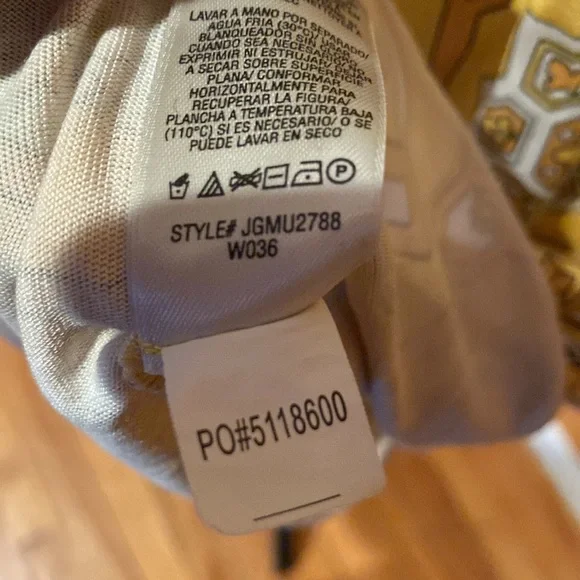 LAVAR A MANO POR SEPARADO/
AGUA FRIA (30°C)/
BLANQUEADOR SIN
CUANDO SEA NECESARIO/
EXPRIMIR NI ESTRUJAR/
A SECAR SOBRE SUPERFICIE
PLANA/ CONFORMAR
HORIZONTALMENTE PARA
RECUPERAR LA FIGURA/
PLANCHA A TEMPERATURA BAJA
(110°C) SI ES NECESARIO/ O SE
PUEDE LAVAR EN SECO
P
STYLE# JGMU2788
W036
PO#5118600